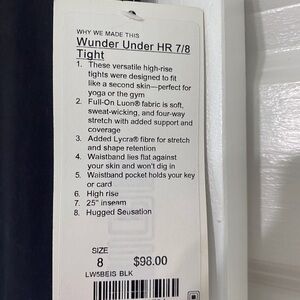 WHY WE MADE THIS
Wunder Under HR 7/8
Tight
1. These versatile high-rise
tights were designed to fit
like a second skin—perfect for
yoga or the gym
2. Full-On Luon® fabric is soft,
sweat-wicking, and four-way
stretch with added support and
coverage
3. Added Lycra® fibre for stretch
and shape retention
4. Waistband lies flat against
your skin and won't dig in
5. Waistband pocket holds your key
or card
6. High rise
7. 25" inseam
8. Hugged Sensation
SIZE
8 $98.00
LW5BEIS BLK